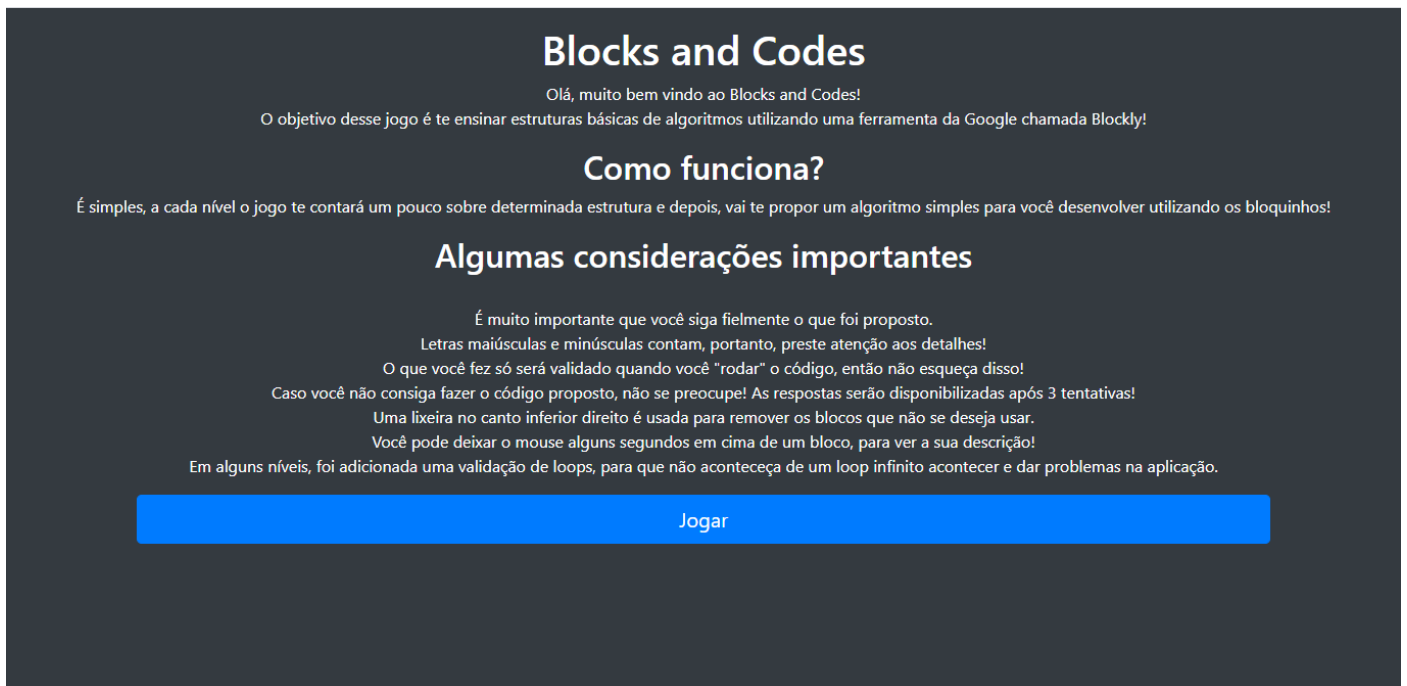 Blocks and Codes
Olá, muito bem vindo ao Blocks and Codes!
O objetivo desse jogo é te ensinar estruturas básicas de algoritmos utilizando uma ferramenta da Google chamada Blockly!
Como funciona?
É simples, a cada nível o jogo te contará um pouco sobre determinada estrutura e depois, vai te propor um algoritmo simples para você desenvolver utilizando os bloquinhos!
Algumas considerações importantes
É muito importante que você siga fielmente o que foi proposto.
Letras maiúsculas e minúsculas contam, portanto, preste atenção aos detalhes!
O que você fez só será validado quando você "rodar" o código, então não esqueça disso!
Caso você não consiga fazer o código proposto, não se preocupe! As respostas serão disponibilizadas após 3 tentativas!
Uma lixeira no canto inferior direito é usada para remover os blocos que não se deseja usar.
Você pode deixar o mouse alguns segundos em cima de um bloco, para ver a sua descrição!
Em alguns níveis, foi adicionada uma validação de loops, para que não aconteceça de um loop infinito acontecer e dar problemas na aplicação.
Jogar